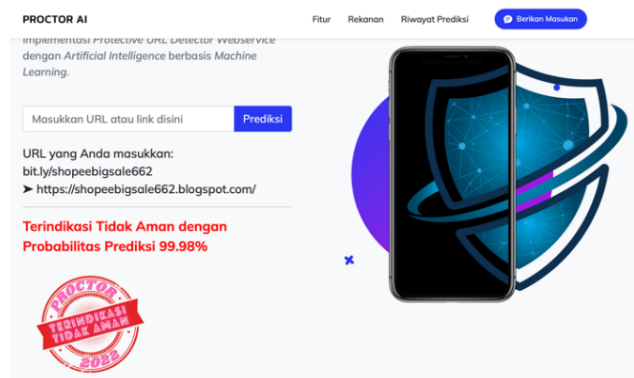 PROCTOR AI
Fitur
Rekanan
Riwayat Prediksi
Berikan Masukan
Implementasi Protective URL Detector Webservice
dengan Artificial Intelligence berbasis Machine
Learning.
Masukkan URL atau link disini
Prediksi
URL yang Anda masukkan:
bit.ly/shopeebigsale662
➤ https://shopeebigsale662.blogspot.com/
Terindikasi Tidak Aman dengan
Probabilitas Prediksi 99.98%
PROCTOR
TERINDIKASI
TIDAK AMAN
2022